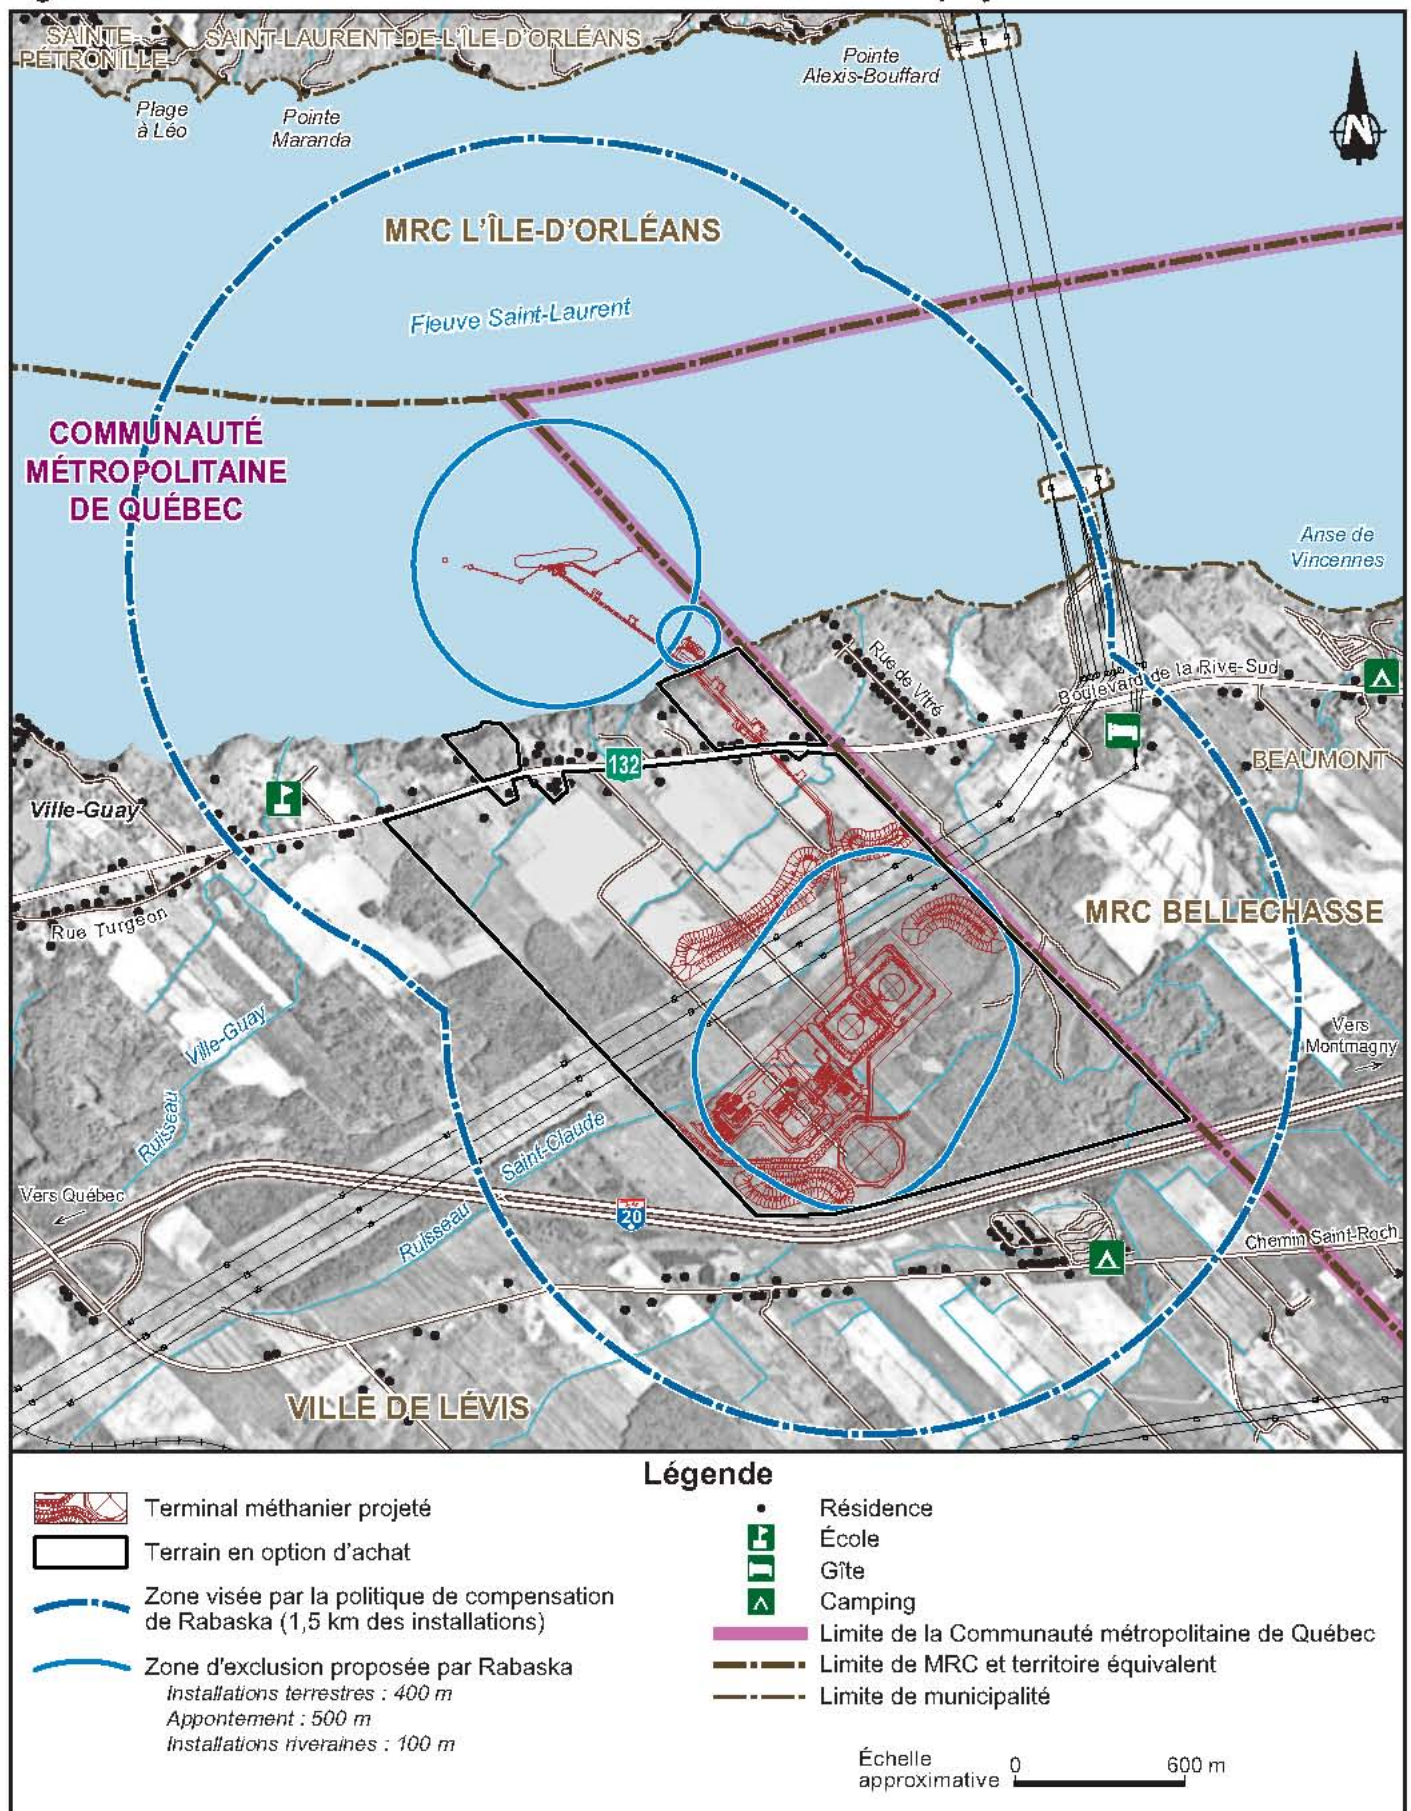 SAINTE-
PÉTRONILLE
SAINT-LAURENT-DE-L'ÎLE-D'ORLÉANS
Plage
à Léo
Pointe
Maranda
Pointe
Alexis-Bouffard
N
MRC L'ÎLE-D'ORLÉANS
Fleuve Saint-Laurent
COMMUNAUTÉ
MÉTROPOLITAINE
DE QUÉBEC
Anse de
Vincennes
Rue de Vitré
Boulevard de la Rive-Sud
BEAUMONT
132
Ville-Guay
Rue Turgeon
MRC BELLECHASSE
Vers
Montmagny
Ruisseau
Ville-Guay
Ruisseau
Saint-Claude
Vers Québec
20
Chemin Saint-Roch
VILLE DE LÉVIS
Légende
Terminal méthanier projeté
Terrain en option d'achat
Zone visée par la politique de compensation
de Rabaska (1,5 km des installations)
Zone d'exclusion proposée par Rabaska
Installations terrestres : 400 m
Appontement : 500 m
Installations riveraines : 100 m
Résidence
École
Gîte
Camping
Limite de la Communauté métropolitaine de Québec
Limite de MRC et territoire équivalent
Limite de municipalité
Échelle
approximative
0
600 m